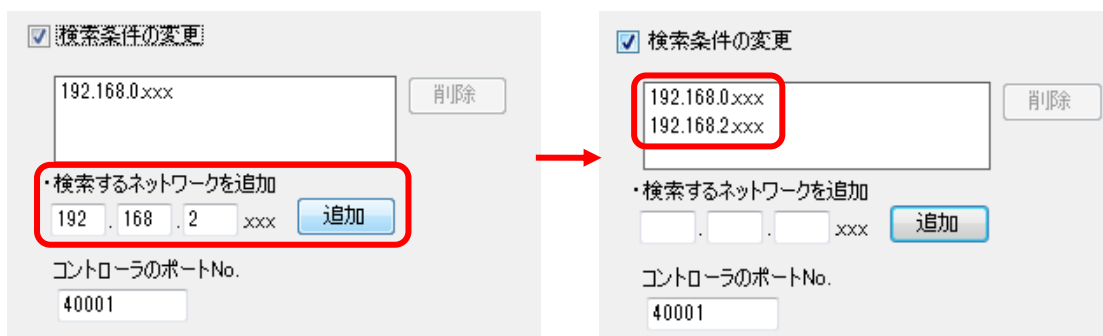 検索条件の変更
192.168.0.xxx
削除
・検索するネットワークを追加
192 . 168 . 2 .xxx 追加
コントローラのポートNo.
40001
検索条件の変更
192.168.0.xxx
192.168.2.xxx
削除
・検索するネットワークを追加
. . .xxx 追加
コントローラのポートNo.
40001